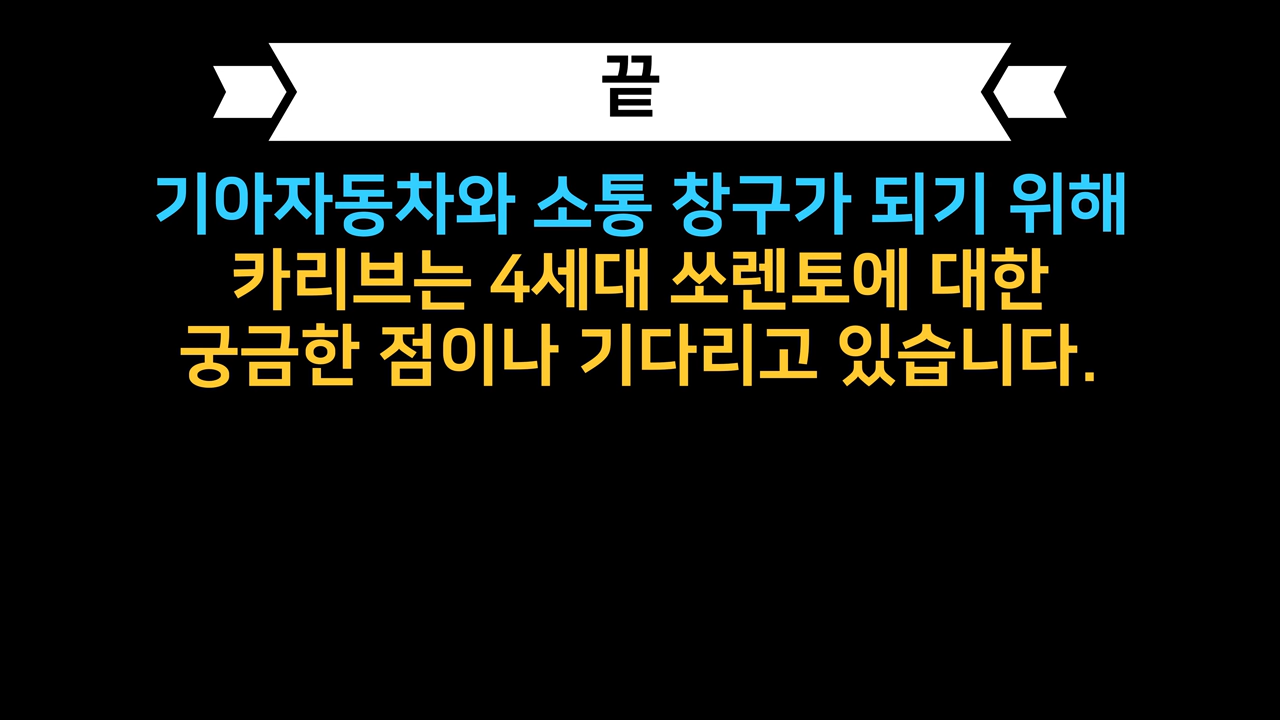 끝
기아자동차와 소통 창구가 되기 위해
카리브는 4세대 쏘렌토에 대한
궁금한 점이나 기다리고 있습니다.